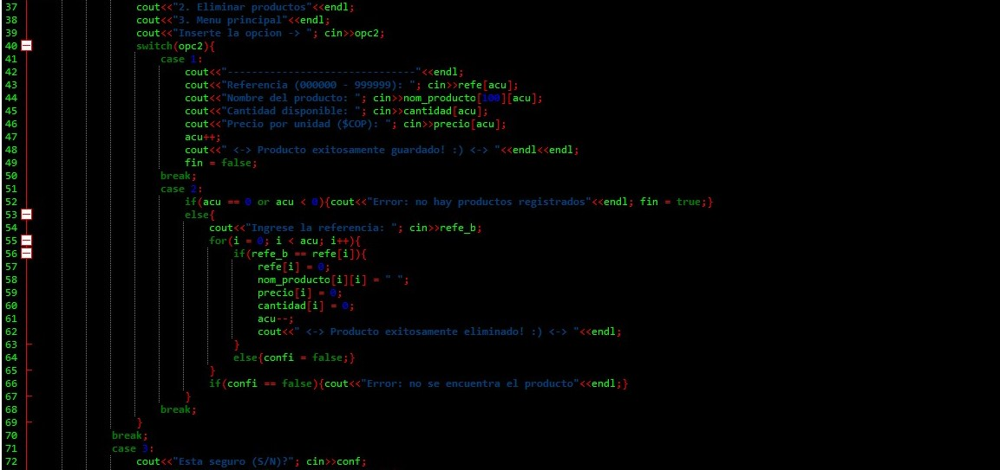 37 cout<<"2. Eliminar productos"<<endl;
38 cout<<"3. Menu principal"<<endl;
39 cout<<"Inserte la opcion -> "; cin>>opc2;
40 switch(opc2){
41 case 1:
42 cout<<"-------------------------------"<<endl;
43 cout<<"Referencia (000000 - 999999): "; cin>>refe[acu];
44 cout<<"Nombre del producto: "; cin>>nom_producto[100][acu];
45 cout<<"Cantidad disponible: "; cin>>cantidad[acu];
46 cout<<"Precio por unidad ($COP): "; cin>>precio[acu];
47 acu++;
48 cout<<" <-> Producto exitosamente guardado! :) <-> "<<endl<<endl;
49 fin = false;
50 break;
51 case 2:
52 if(acu == 0 or acu < 0){cout<<"Error: no hay productos registrados"<<endl; fin = true;}
53 else{
54 cout<<"Ingrese la referencia: "; cin>>refe_b;
55 for(i = 0; i < acu; i++){
56 if(refe_b == refe[i]){
57 refe[i] = 0;
58 nom_producto[i][i] = " ";
59 precio[i] = 0;
60 cantidad[i] = 0;
61 acu--;
62 cout<<" <-> Producto exitosamente eliminado! :) <-> "<<endl;
63 }
64 else{confi = false;}
65 }
66 if(confi == false){cout<<"Error: no se encuentra el producto"<<endl;}
67 }
68 break;
69 }
70 break;
71 case 3:
72 cout<<"Esta seguro (S/N)?"; cin>>conf;